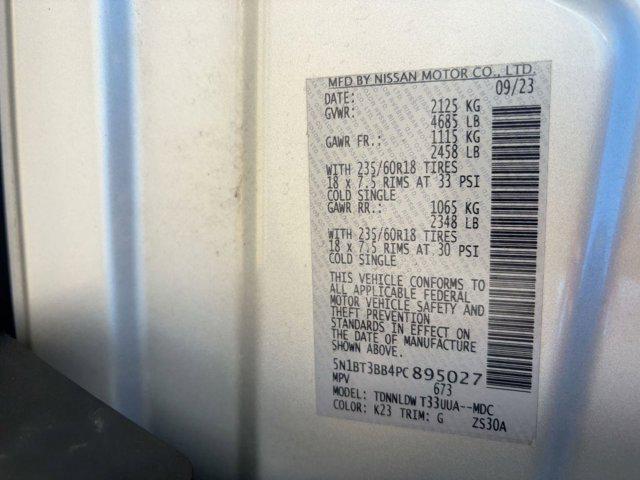 MFD BY NISSAN MOTOR CO., LTD.
DATE: 09/23
GVWR: 2125 KG
4685 LB
GAWR FR.: 1115 KG
2458 LB
WITH 235/60R18 TIRES
18 x 7.5 RIMS AT 33 PSI
COLD SINGLE
GAWR RR.: 1065 KG
2348 LB
WITH 235/60R18 TIRES
18 x 7.5 RIMS AT 30 PSI
COLD SINGLE
THIS VEHICLE CONFORMS TO
ALL APPLICABLE FEDERAL
MOTOR VEHICLE SAFETY AND
THEFT PREVENTION
STANDARDS IN EFFECT ON
THE DATE OF MANUFACTURE
SHOWN ABOVE.
5N1BT3BB4PC895027
MPV 673
MODEL: TDNNLDW T33UUA--MDC
COLOR: K23 TRIM: G ZS30A